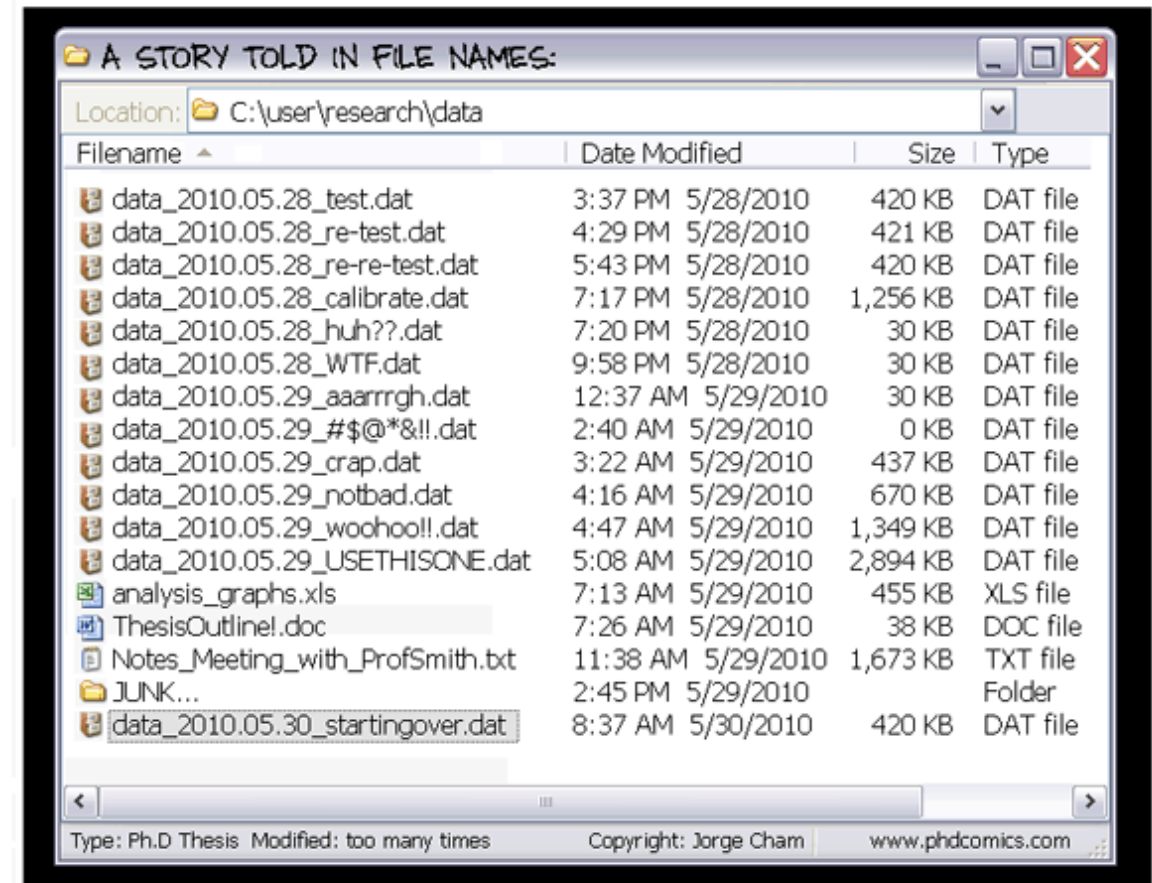 A STORY TOLD IN FILE NAMES:
Location: C:\user\research\data
Filename Date Modified Size Type
data_2010.05.28_test.dat 3:37 PM 5/28/2010 420 KB DAT file
data_2010.05.28_re-test.dat 4:29 PM 5/28/2010 421 KB DAT file
data_2010.05.28_re-re-test.dat 5:43 PM 5/28/2010 420 KB DAT file
data_2010.05.28_calibrate.dat 7:17 PM 5/28/2010 1,256 KB DAT file
data_2010.05.28_huh??.dat 7:20 PM 5/28/2010 30 KB DAT file
data_2010.05.28_WTF.dat 9:58 PM 5/28/2010 30 KB DAT file
data_2010.05.29_aaarrrgh.dat 12:37 AM 5/29/2010 30 KB DAT file
data_2010.05.29_#$@*&!!.dat 2:40 AM 5/29/2010 0 KB DAT file
data_2010.05.29_crap.dat 3:22 AM 5/29/2010 437 KB DAT file
data_2010.05.29_notbad.dat 4:16 AM 5/29/2010 670 KB DAT file
data_2010.05.29_woohoo!!.dat 4:47 AM 5/29/2010 1,349 KB DAT file
data_2010.05.29_USETHISONE.dat 5:08 AM 5/29/2010 2,894 KB DAT file
analysis_graphs.xls 7:13 AM 5/29/2010 455 KB XLS file
ThesisOutline!.doc 7:26 AM 5/29/2010 38 KB DOC file
Notes_Meeting_with_ProfSmith.txt 11:38 AM 5/29/2010 1,673 KB TXT file
JUNK... 2:45 PM 5/29/2010 Folder
data_2010.05.30_startingover.dat 8:37 AM 5/30/2010 420 KB DAT file
Type: Ph.D Thesis Modified: too many times Copyright: Jorge Cham www.phdcomics.com